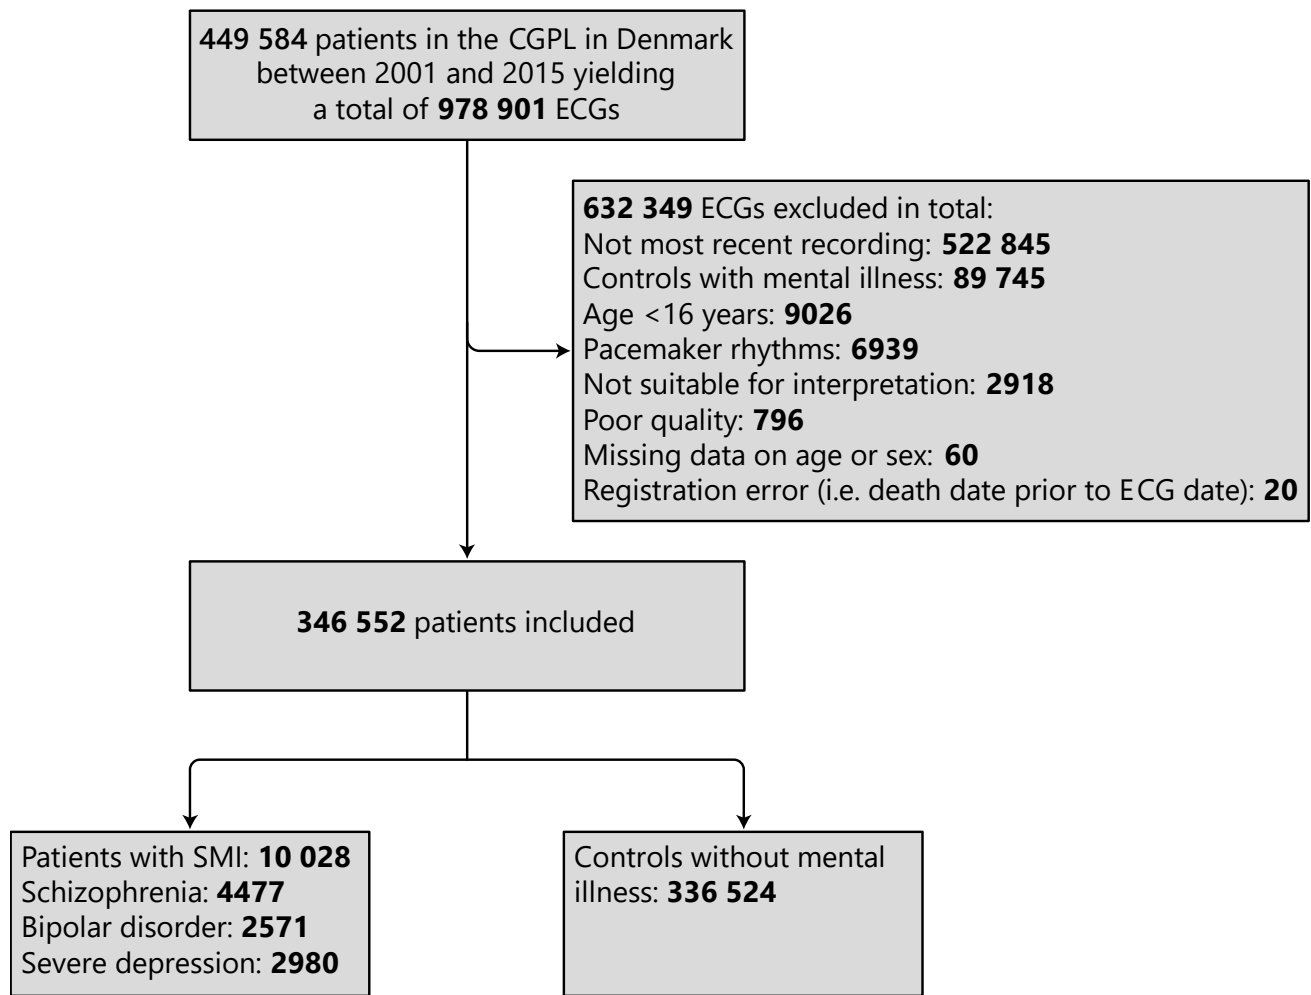 449 584 patients in the CGPL in Denmark
between 2001 and 2015 yielding
a total of 978 901 ECGs
632 349 ECGs excluded in total:
Not most recent recording: 522 845
Controls with mental illness: 89 745
Age <16 years: 9026
Pacemaker rhythms: 6939
Not suitable for interpretation: 2918
Poor quality: 796
Missing data on age or sex: 60
Registration error (i.e. death date prior to ECG date): 20
346 552 patients included
Patients with SMI: 10 028
Schizophrenia: 4477
Bipolar disorder: 2571
Severe depression: 2980
Controls without mental
illness: 336 524